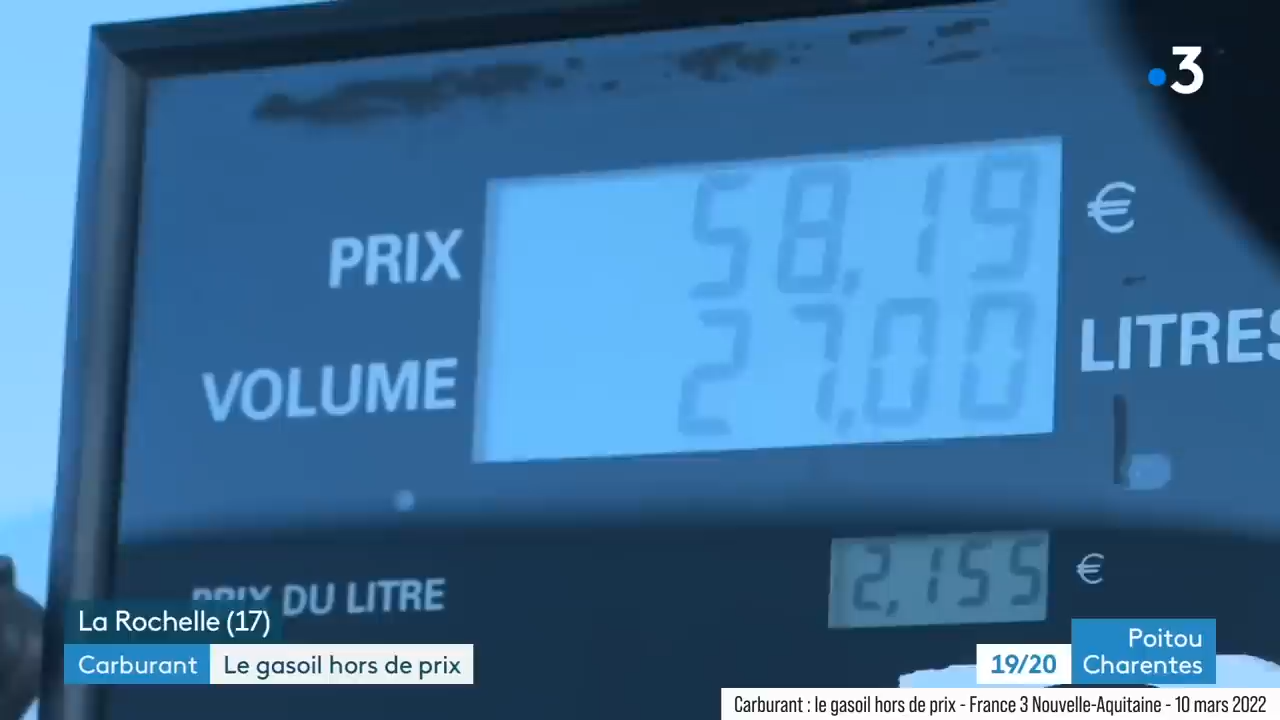 3
PRIX 58,19 €
VOLUME 27,00 LITRES
PRIX DU LITRE 2,155 €
La Rochelle (17)
Carburant Le gasoil hors de prix
19/20 Poitou
Charentes
Carburant : le gasoil hors de prix - France 3 Nouvelle-Aquitaine - 10 mars 2022